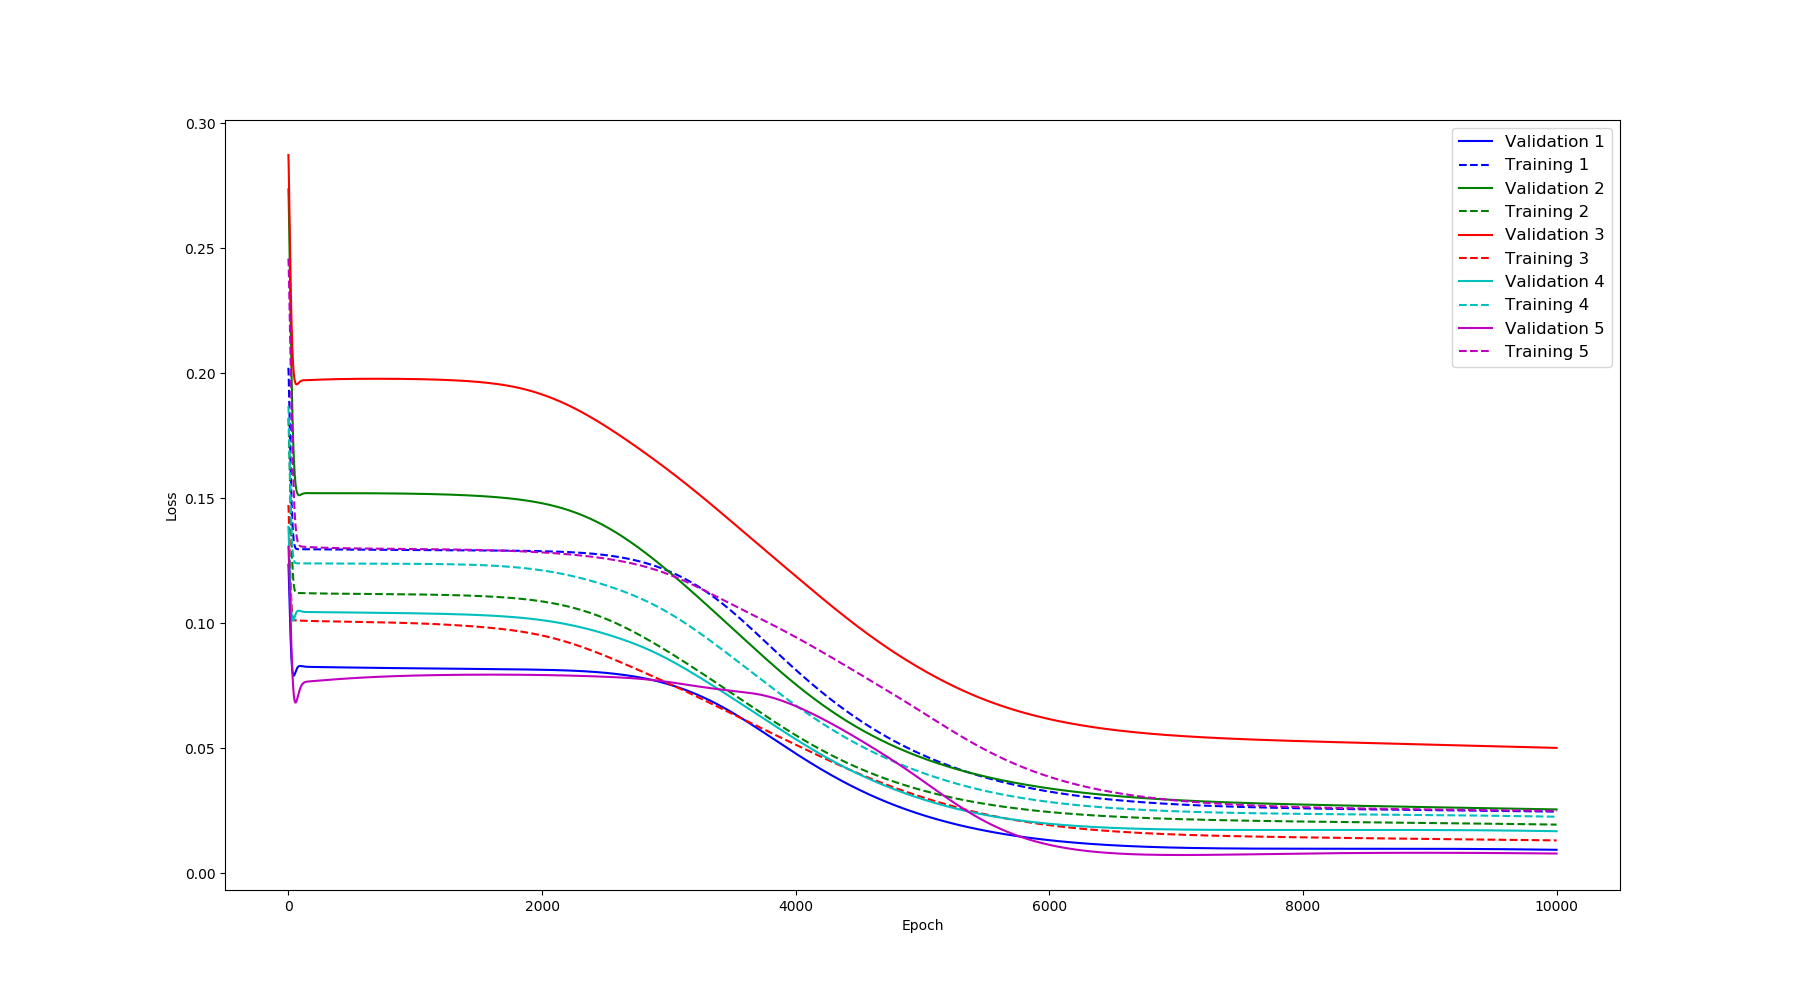 0.30
0.25
0.20
0.15
0.10
0.05
0.00
Loss
0 2000 4000 6000 8000 10000
Epoch
Validation 1
Training 1
Validation 2
Training 2
Validation 3
Training 3
Validation 4
Training 4
Validation 5
Training 5